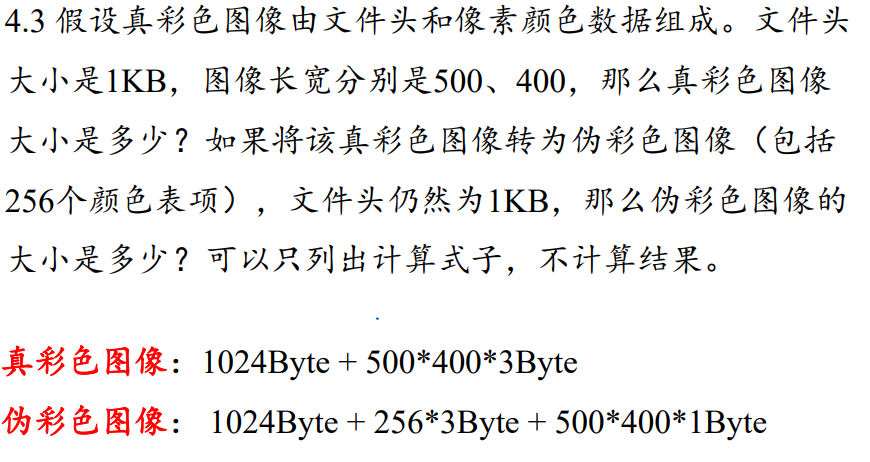 4.3 假设真彩色图像由文件头和像素颜色数据组成。文件头
大小是1KB，图像长宽分别是500、400，那么真彩色图像
大小是多少？如果将该真彩色图像转为伪彩色图像（包括
256个颜色表项），文件头仍然为1KB，那么伪彩色图像的
大小是多少？可以只列出计算式子，不计算结果。
真彩色图像：1024Byte + 500*400*3Byte
伪彩色图像： 1024Byte + 256*3Byte + 500*400*1Byte